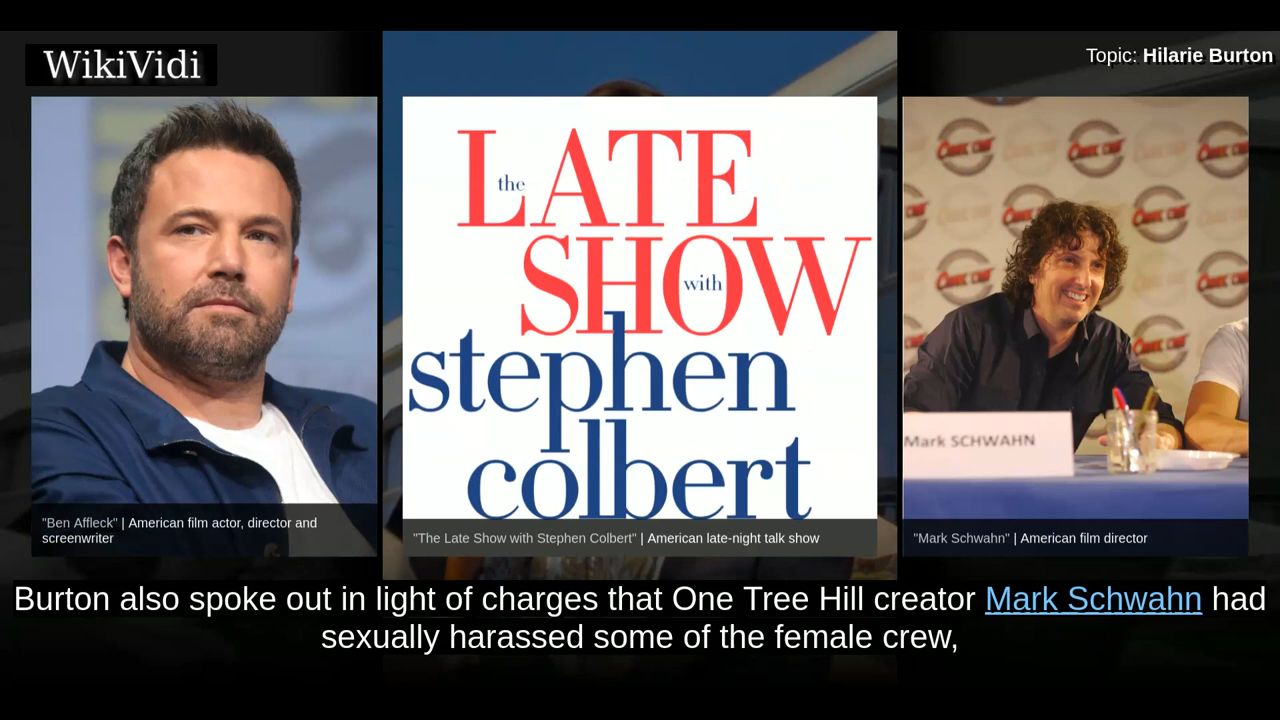 WikiVidi
Topic: Hilarie Burton
the LATE
SHOW
with
stephen
colbert
Mark SCHWAHN
"Ben Affleck" | American film actor, director and
screenwriter
"The Late Show with Stephen Colbert" | American late-night talk show
"Mark Schwahn" | American film director
Burton also spoke out in light of charges that One Tree Hill creator Mark Schwahn had
sexually harassed some of the female crew,